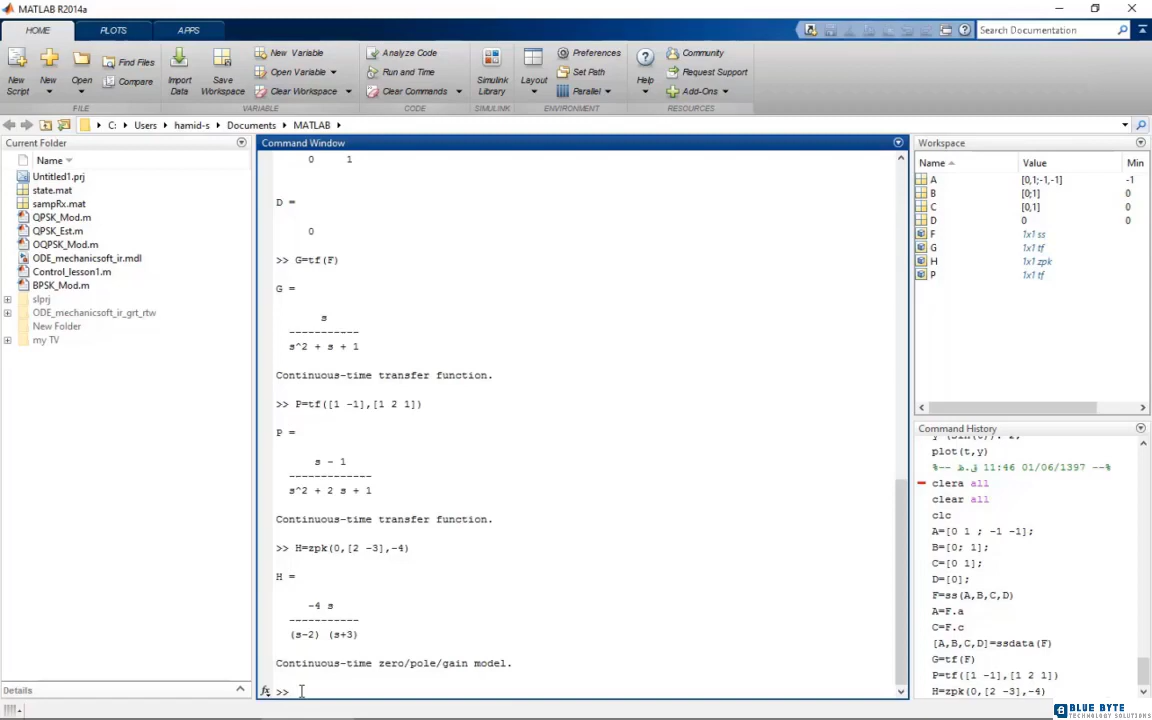 MATLAB R2014a
HOME
PLOTS
APPS
Search Documentation
New Script
New
Open
Find Files
Compare
Import Data
Save Workspace
New Variable
Open Variable
Clear Workspace
Analyze Code
Run and Time
Clear Commands
Simulink Library
Layout
Preferences
Set Path
Parallel
Help
Community
Request Support
Add-Ons
FILE
VARIABLE
CODE
SIMULINK
ENVIRONMENT
RESOURCES
C: Users hamid-s Documents MATLAB
Current Folder
Name
Untitled1.prj
state.mat
sampRx.mat
QPSK_Mod.m
QPSK_Est.m
OQPSK_Mod.m
ODE_mechanicsoft_ir.mdl
Control_lesson1.m
BPSK_Mod.m
slprj
ODE_mechanicsoft_ir_grt_rtw
New Folder
my TV
Details
Command Window
0 1
D =
0
>> G=tf(F)
G =
s
-----------
s^2 + s + 1
Continuous-time transfer function.
>> P=tf([1 -1],[1 2 1])
P =
s - 1
-------------
s^2 + 2 s + 1
Continuous-time transfer function.
>> H=zpk(0,[2 -3],-4)
H =
-4 s
-----------
(s-2) (s+3)
Continuous-time zero/pole/gain model.
fx >>
Workspace
Name Value Min
A [0,1;-1,-1] -1
B [0;1] 0
C [0,1] 0
D 0 0
F 1x1 ss
G 1x1 tf
H 1x1 zpk
P 1x1 tf
Command History
plot(t,y)
%-- ق.ظ 11:46 01/06/1397 --%
clera all
clear all
clc
A=[0 1 ; -1 -1];
B=[0; 1];
C=[0 1];
D=[0];
F=ss(A,B,C,D)
A=F.a
C=F.c
[A,B,C,D]=ssdata(F)
G=tf(F)
P=tf([1 -1],[1 2 1])
H=zpk(0,[2 -3],-4)
BLUE BYTE
TECHNOLOGY SOLUTIONS